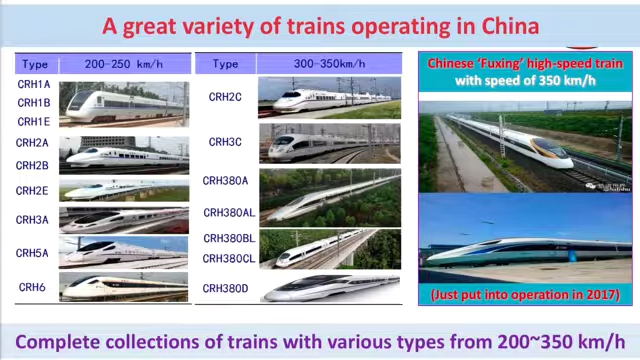 A great variety of trains operating in China
Type 200-250 km/h
CRH1A
CRH1B
CRH1E
CRH2A
CRH2B
CRH2E
CRH3A
CRH5A
CRH6
Type 300-350km/h
CRH2C
CRH3C
CRH380A
CRH380AL
CRH380BL
CRH380CL
CRH380D
Chinese ‘Fuxing’ high-speed train
with speed of 350 km/h
(Just put into operation in 2017)
Complete collections of trains with various types from 200~350 km/h